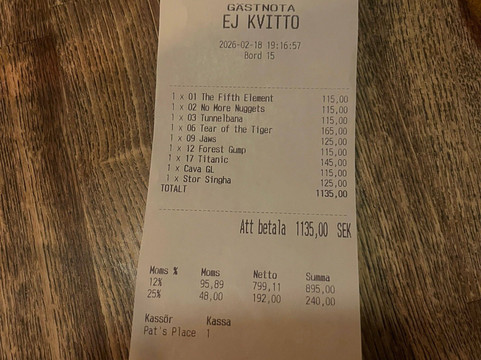 GÄSTNOTA
EJ KVITTO
2026-02-18 19:16:57
Bord 15
1 x 01 The Fifth Element 115,00
1 x 02 No More Nuggets 115,00
1 x 03 Tunnelbana 115,00
1 x 06 Tear of the Tiger 165,00
1 x 09 Jaws 125,00
1 x 12 Forest Gump 115,00
1 x 17 Titanic 145,00
1 x Cava GL 115,00
1 x Stor Singha 125,00
TOTALT 1135,00
Att betala 1135,00 SEK
Moms % Moms Netto Summa
12% 95,89 799,11 895,00
25% 48,00 192,00 240,00
Kassör Kassa
Pat's Place 1